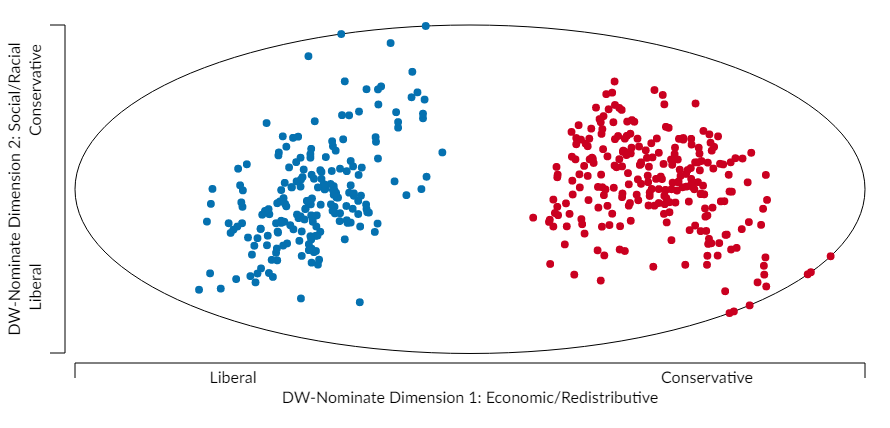 DW-Nominate Dimension 2: Social/Racial
Conservative
Liberal
Liberal
Conservative
DW-Nominate Dimension 1: Economic/Redistributive